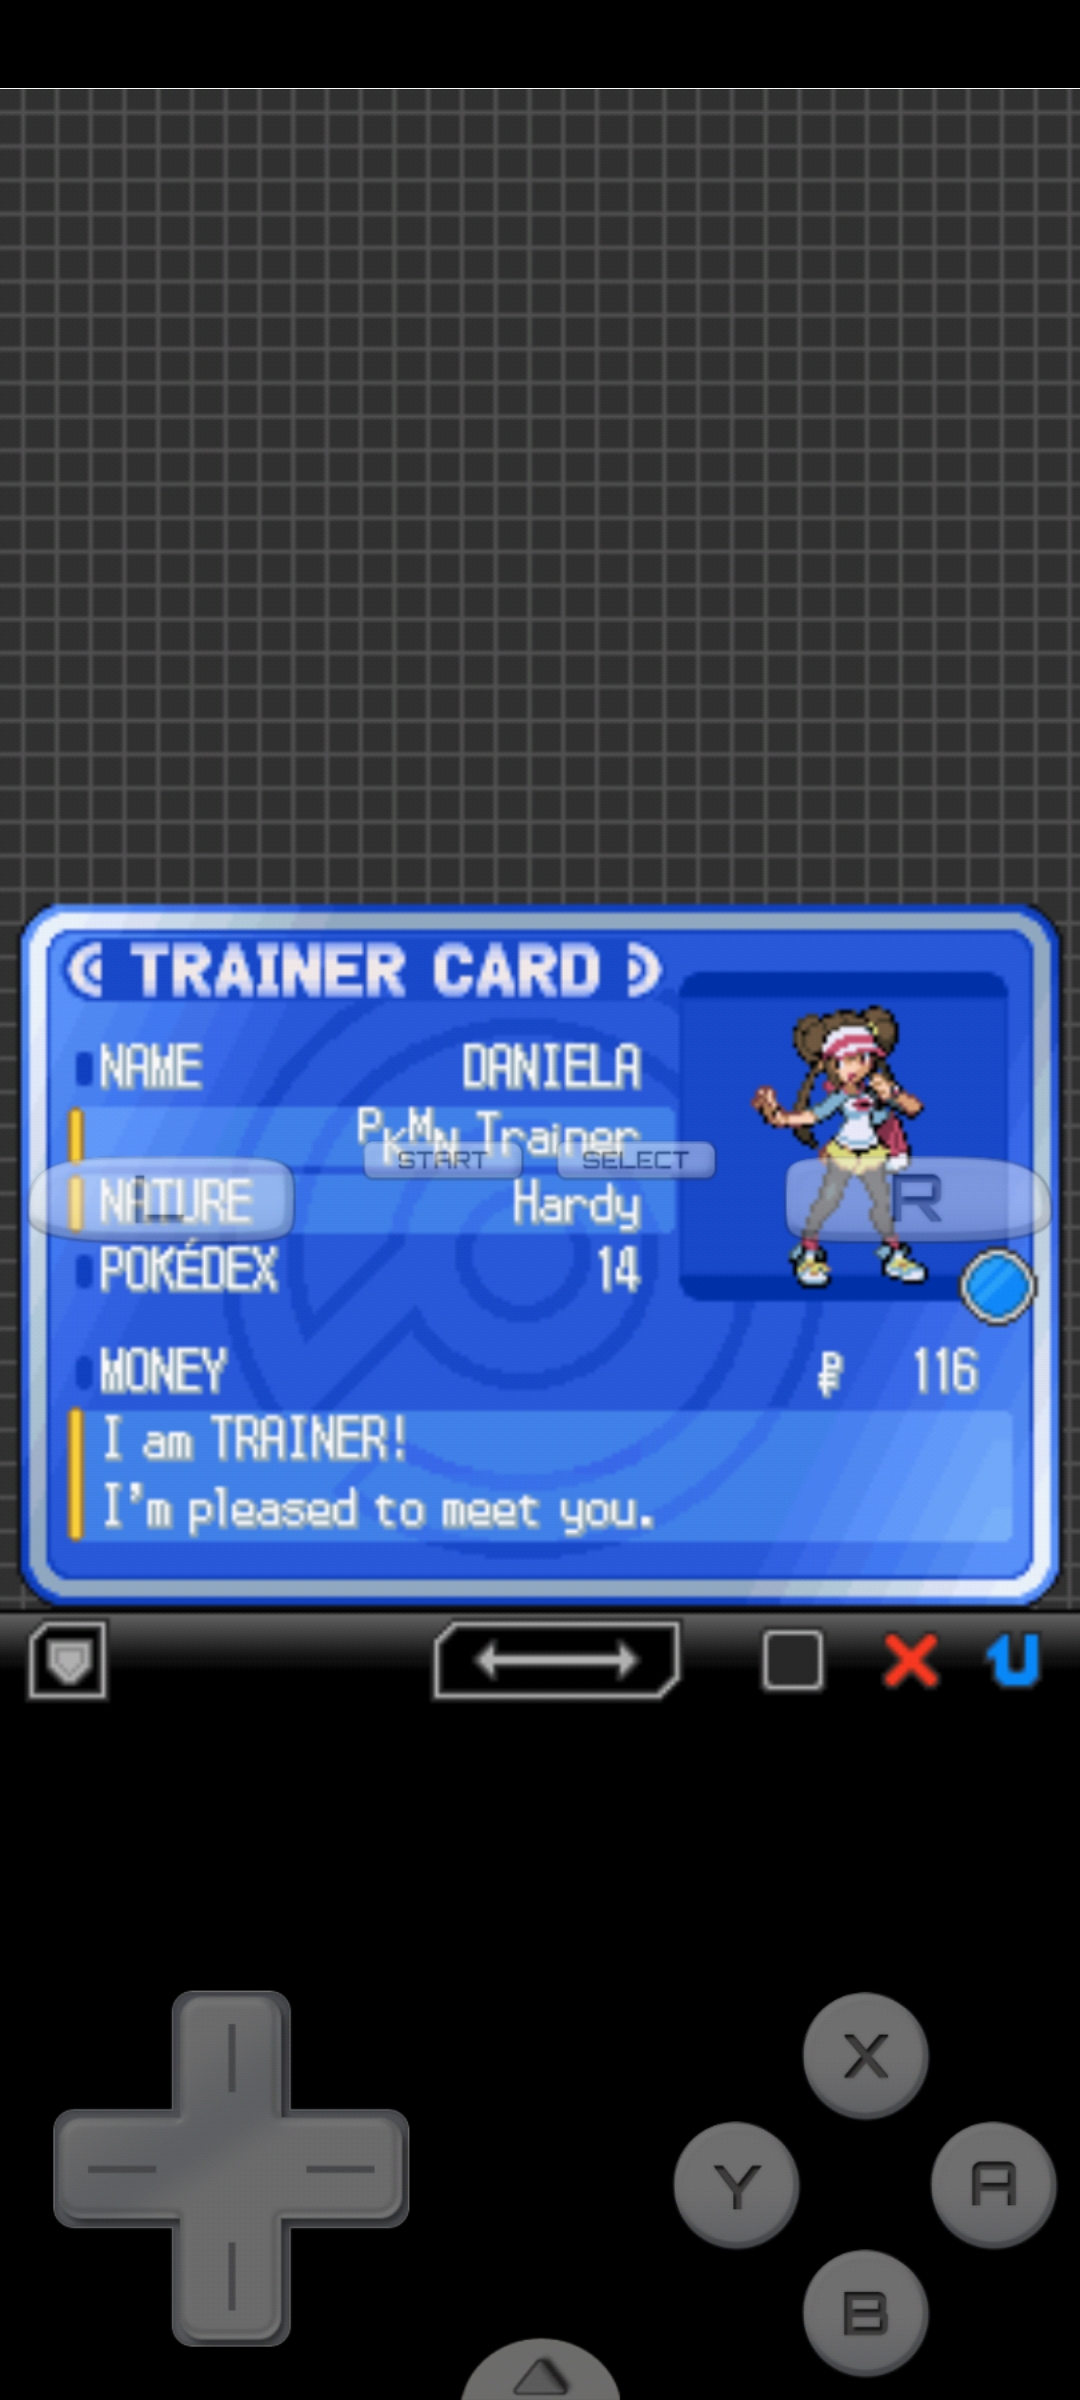 TRAINER CARD
NAME DANIELA
PKMN Trainer
START SELECT
L R
NATURE Hardy
POKÉDEX 14
MONEY ₽ 116
I am TRAINER!
I'm pleased to meet you.
X
Y A
B